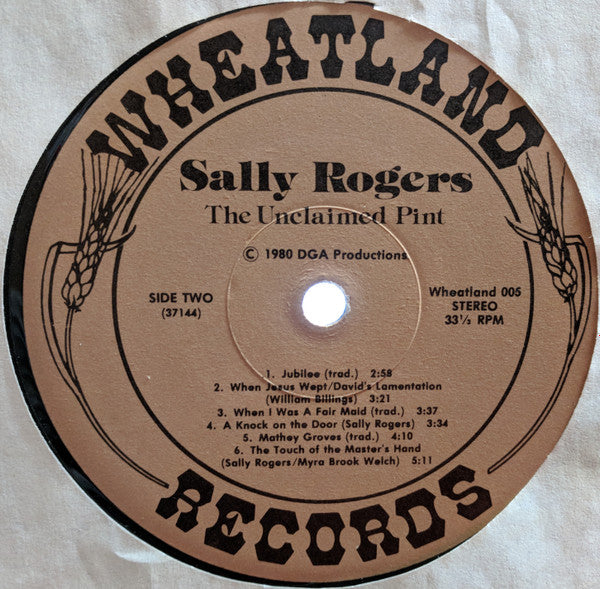 WHEATLAND
Sally Rogers
The Unclaimed Pint
© 1980 DGA Productions
SIDE TWO
(37144)
Wheatland 005
STEREO
33⅓ RPM
1. Jubilee (trad.) 2:58
2. When Jesus Wept/David's Lamentation
(William Billings) 3:21
3. When I Was A Fair Maid (trad.) 3:37
4. A Knock on the Door (Sally Rogers) 3:34
5. Mathey Groves (trad.) 4:10
6. The Touch of the Master's Hand
(Sally Rogers/Myra Brook Welch) 5:11
RECORDS